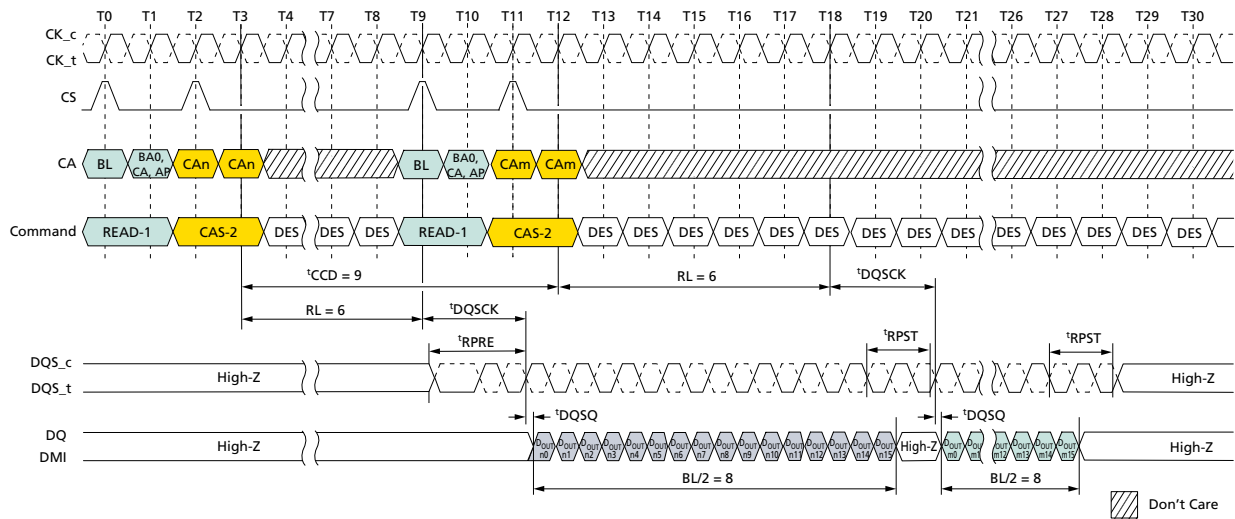 T0 T1 T2 T3 T4 T7 T8 T9 T10 T11 T12 T13 T14 T15 T16 T17 T18 T19 T20 T21 T26 T27 T28 T29 T30
CK_c
CK_t
CS
CA BL BA0, CA, AP CAn CAn BL BA0, CA, AP CAm CAm
Command READ-1 CAS-2 DES DES DES READ-1 CAS-2 DES DES DES DES DES DES DES DES DES DES DES DES DES DES
tCCD = 9 RL = 6 tDQSCK
RL = 6 tDQSCK
tRPRE tRPST tRPST
DQS_c
DQS_t High-Z High-Z
tDQSQ tDQSQ
DQ
DMI High-Z DOUT n0 DOUT n1 DOUT n2 DOUT n3 DOUT n4 DOUT n5 DOUT n6 DOUT n7 DOUT n8 DOUT n9 DOUT n10 DOUT n11 DOUT n12 DOUT n13 DOUT n14 DOUT n15 High-Z DOUT m0 DOUT m1 DOUT m12 DOUT m13 DOUT m14 DOUT m15 High-Z
BL/2 = 8 BL/2 = 8
Don't Care